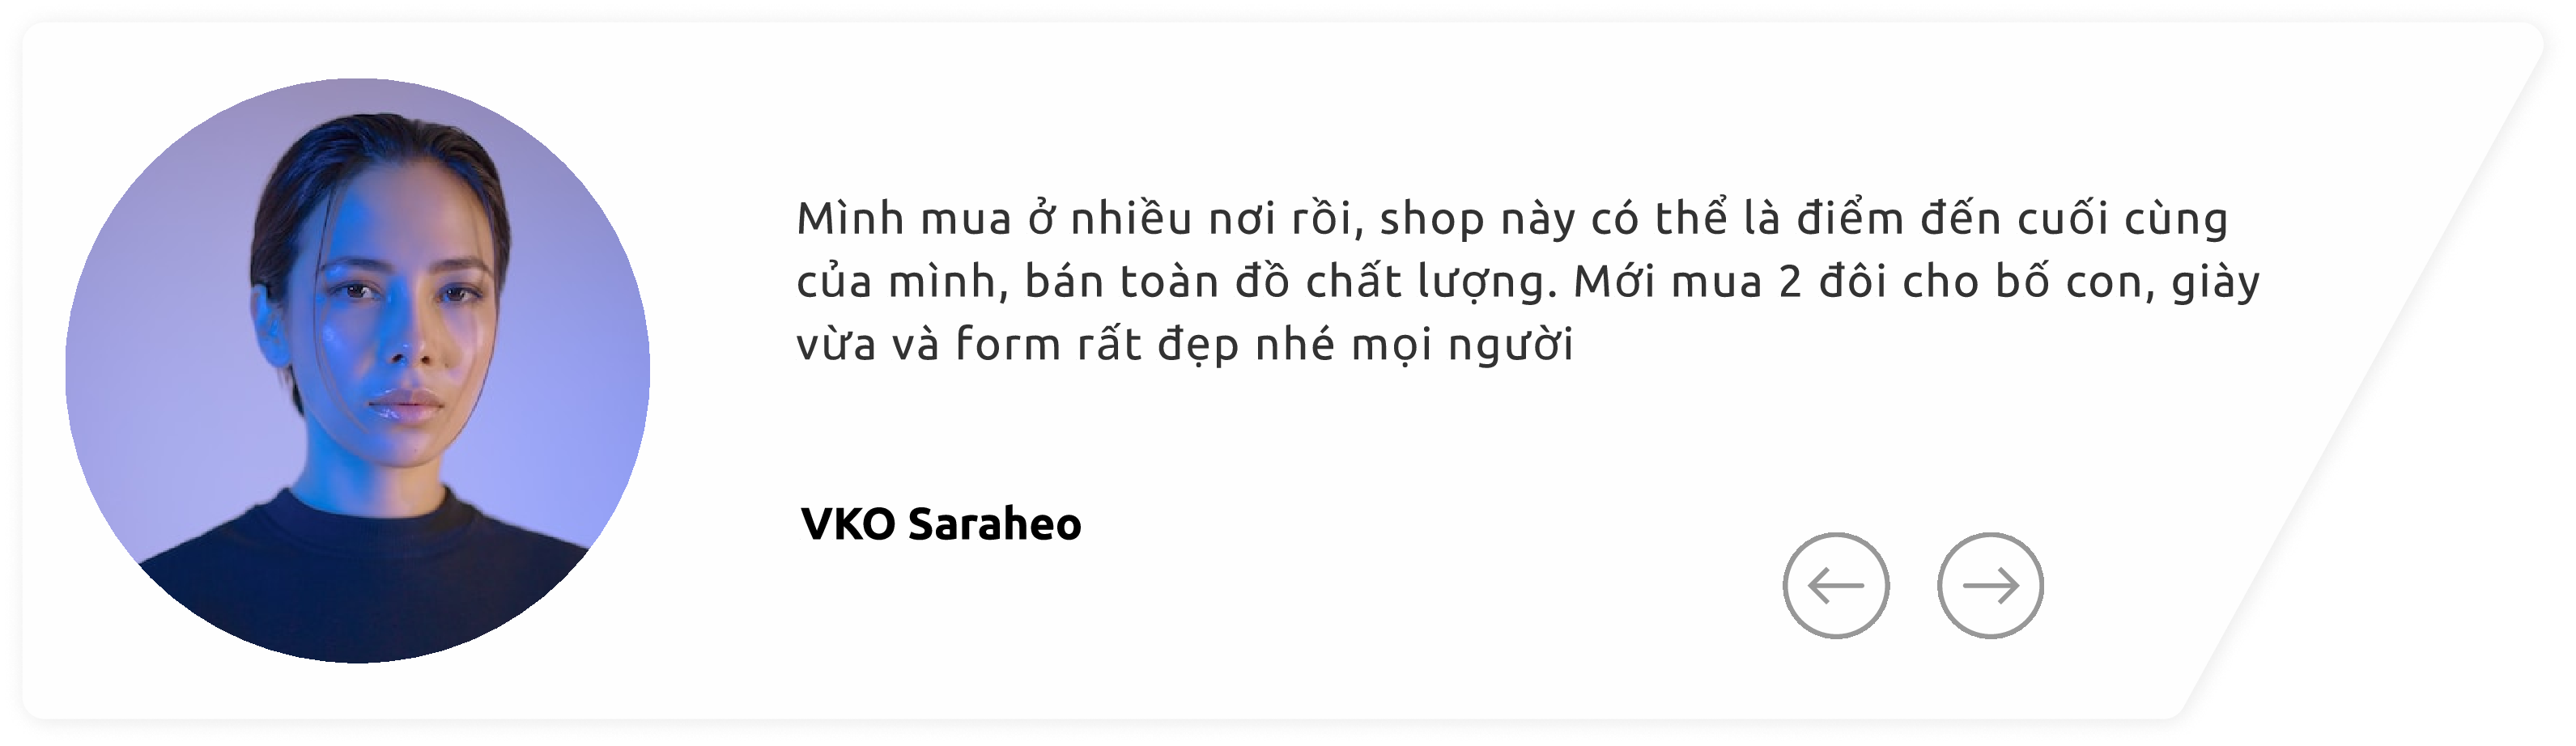 Mình mua ở nhiều nơi rồi, shop này có thể là điểm đến cuối cùng
của mình, bán toàn đồ chất lượng. Mới mua 2 đôi cho bố con, giày
vừa và form rất đẹp nhé mọi người
VKO Saraheo